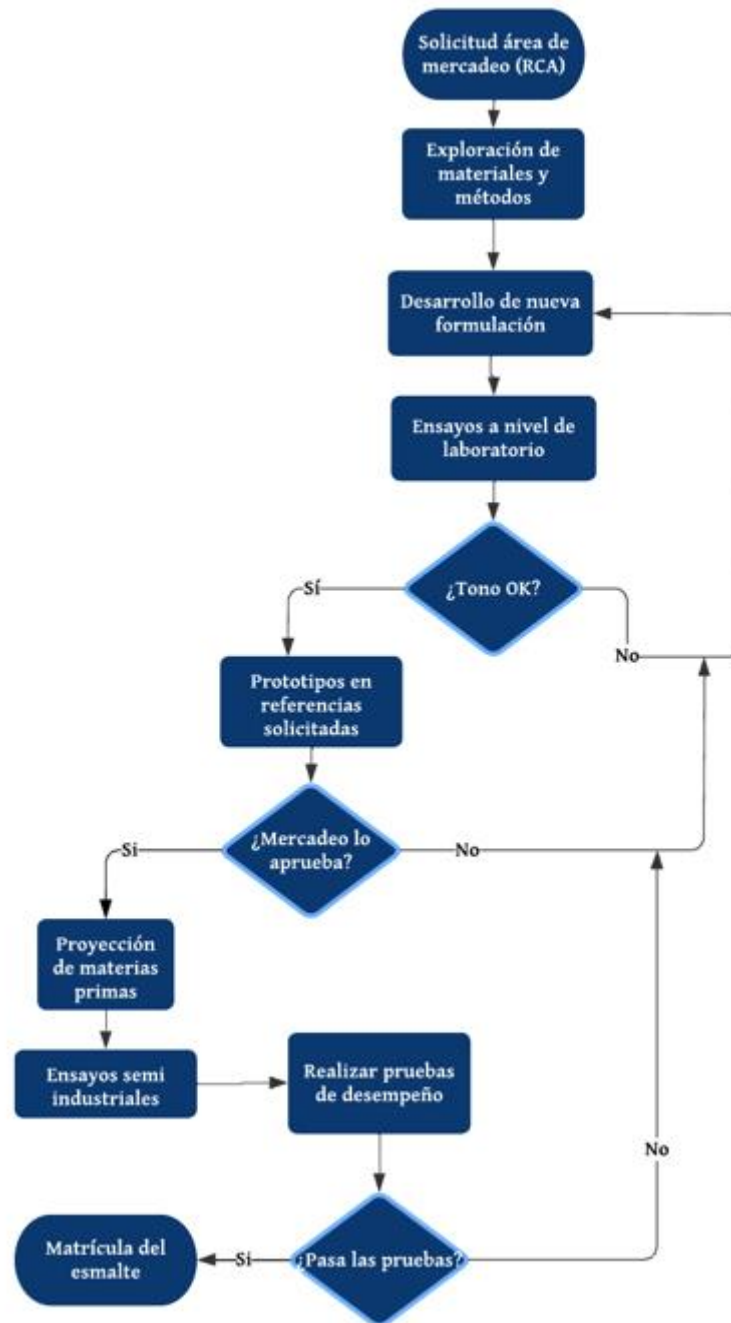 Solicitud área de
mercadeo (RCA)
Exploración de
materiales y
métodos
Desarrollo de nueva
formulación
Ensayos a nivel de
laboratorio
¿Tono OK?
Sí
No
Prototipos en
referencias
solicitadas
¿Mercadeo lo
aprueba?
Si
No
Proyección
de materias
primas
Ensayos semi
industriales
Realizar pruebas
de desempeño
No
¿Pasa las pruebas?
Si
Matrícula del
esmalte